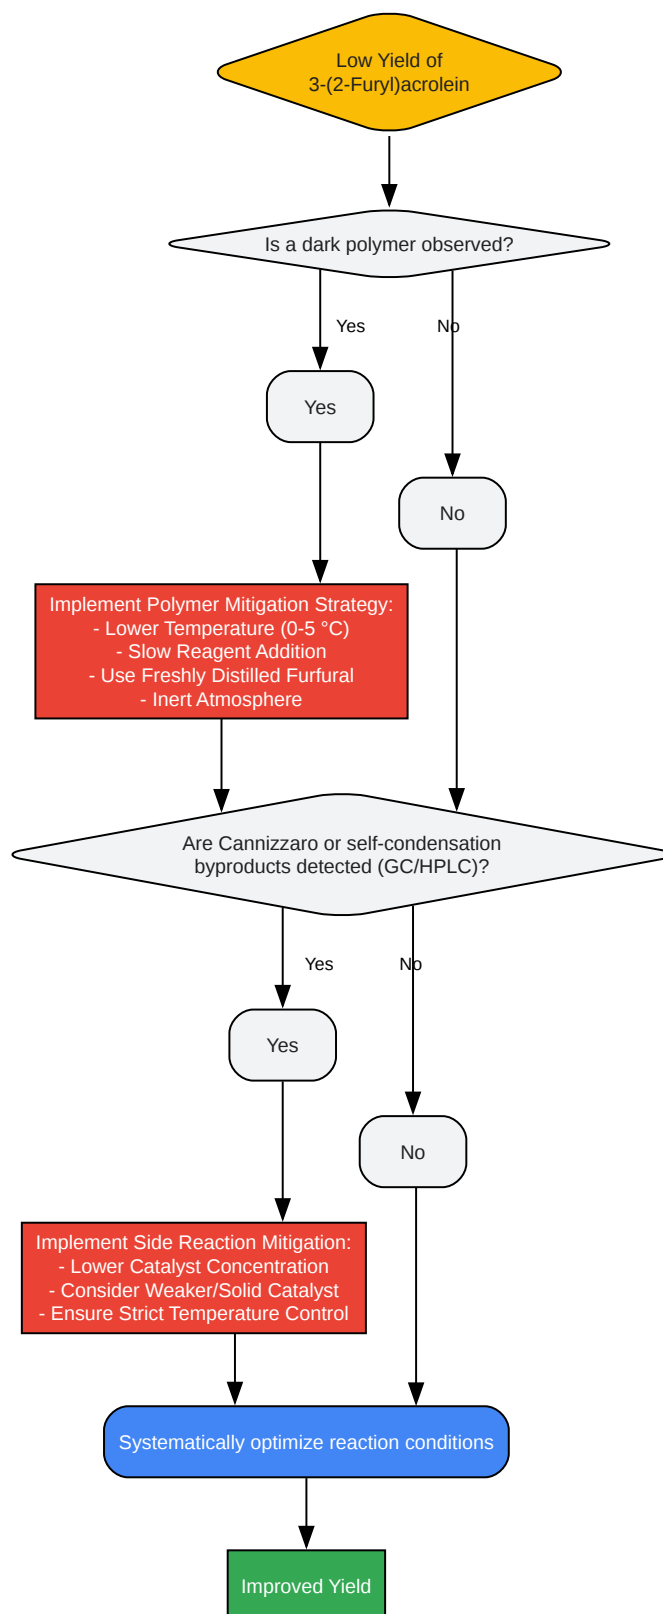 Low Yield of
3-(2-Furyl)acrolein
Is a dark polymer observed?
Yes
No
Yes
No
Implement Polymer Mitigation Strategy:
- Lower Temperature (0-5 °C)
- Slow Reagent Addition
- Use Freshly Distilled Furfural
- Inert Atmosphere
Are Cannizzaro or self-condensation
byproducts detected (GC/HPLC)?
Yes
No
Yes
No
Implement Side Reaction Mitigation:
- Lower Catalyst Concentration
- Consider Weaker/Solid Catalyst
- Ensure Strict Temperature Control
Systematically optimize reaction conditions
Improved Yield